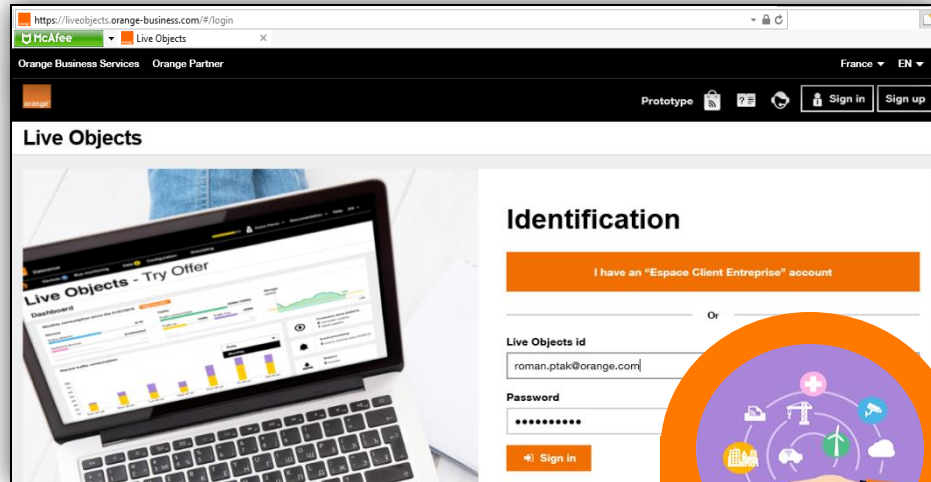 https://liveobjects.orange-business.com/#/login
McAfee
Live Objects
Orange Business Services Orange Partner France EN
orange
Prototype Sign in Sign up
Live Objects
Live Objects - Try Offer
Dashboard
Identification
I have an “Espace Client Entreprise” account
Or
Live Objects id
roman.ptak@orange.com
Password
••••••••••
Sign in